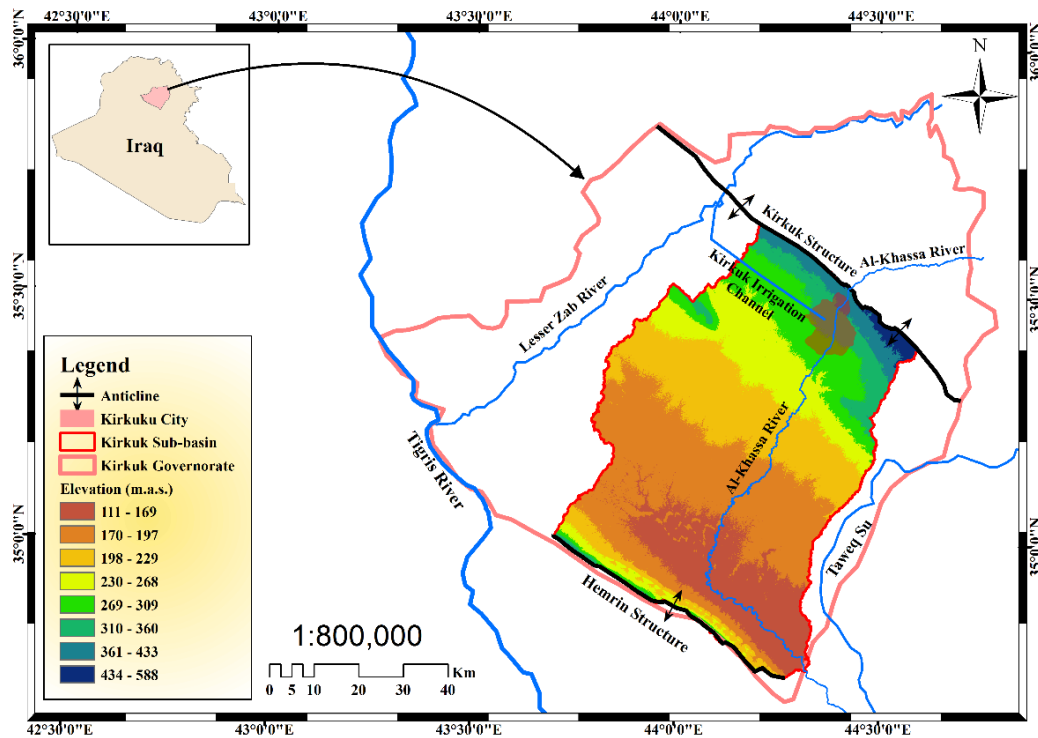 42°30'0"E 43°0'0"E 43°30'0"E 44°0'0"E 44°30'0"E
36°0'0"N
36°0'0"N
Iraq
N
Kirkuk Structure
Al-Khassa River
Kirkuk Irrigation
Channel
Lesser Zab River
35°30'0"N
35°30'0"N
Legend
Anticline
Kirkuku City
Kirkuk Sub-basin
Kirkuk Governorate
Elevation (m.a.s.)
111 - 169
170 - 197
198 - 229
230 - 268
269 - 309
310 - 360
361 - 433
434 - 588
Tigris River
Al-Khassa River
Taweq Su
35°0'0"N
35°0'0"N
Hemrin Structure
1:800,000
Km
0 5 10 20 30 40
42°30'0"E 43°0'0"E 43°30'0"E 44°0'0"E 44°30'0"E